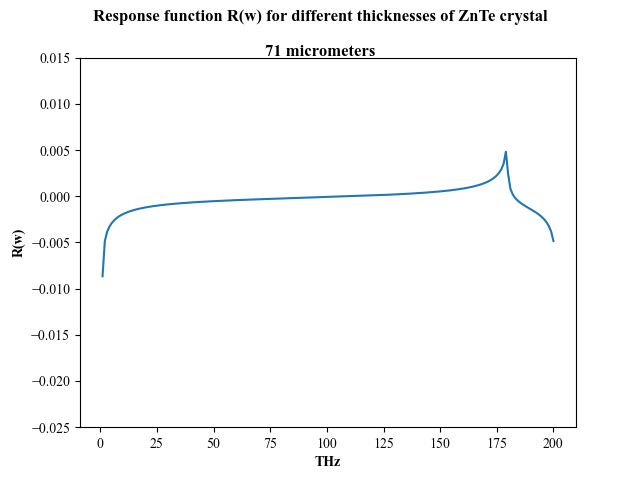 Response function R(w) for different thicknesses of ZnTe crystal
71 micrometers
0.015
0.010
0.005
0.000
−0.005
−0.010
−0.015
−0.020
−0.025
R(w)
0 25 50 75 100 125 150 175 200
THz